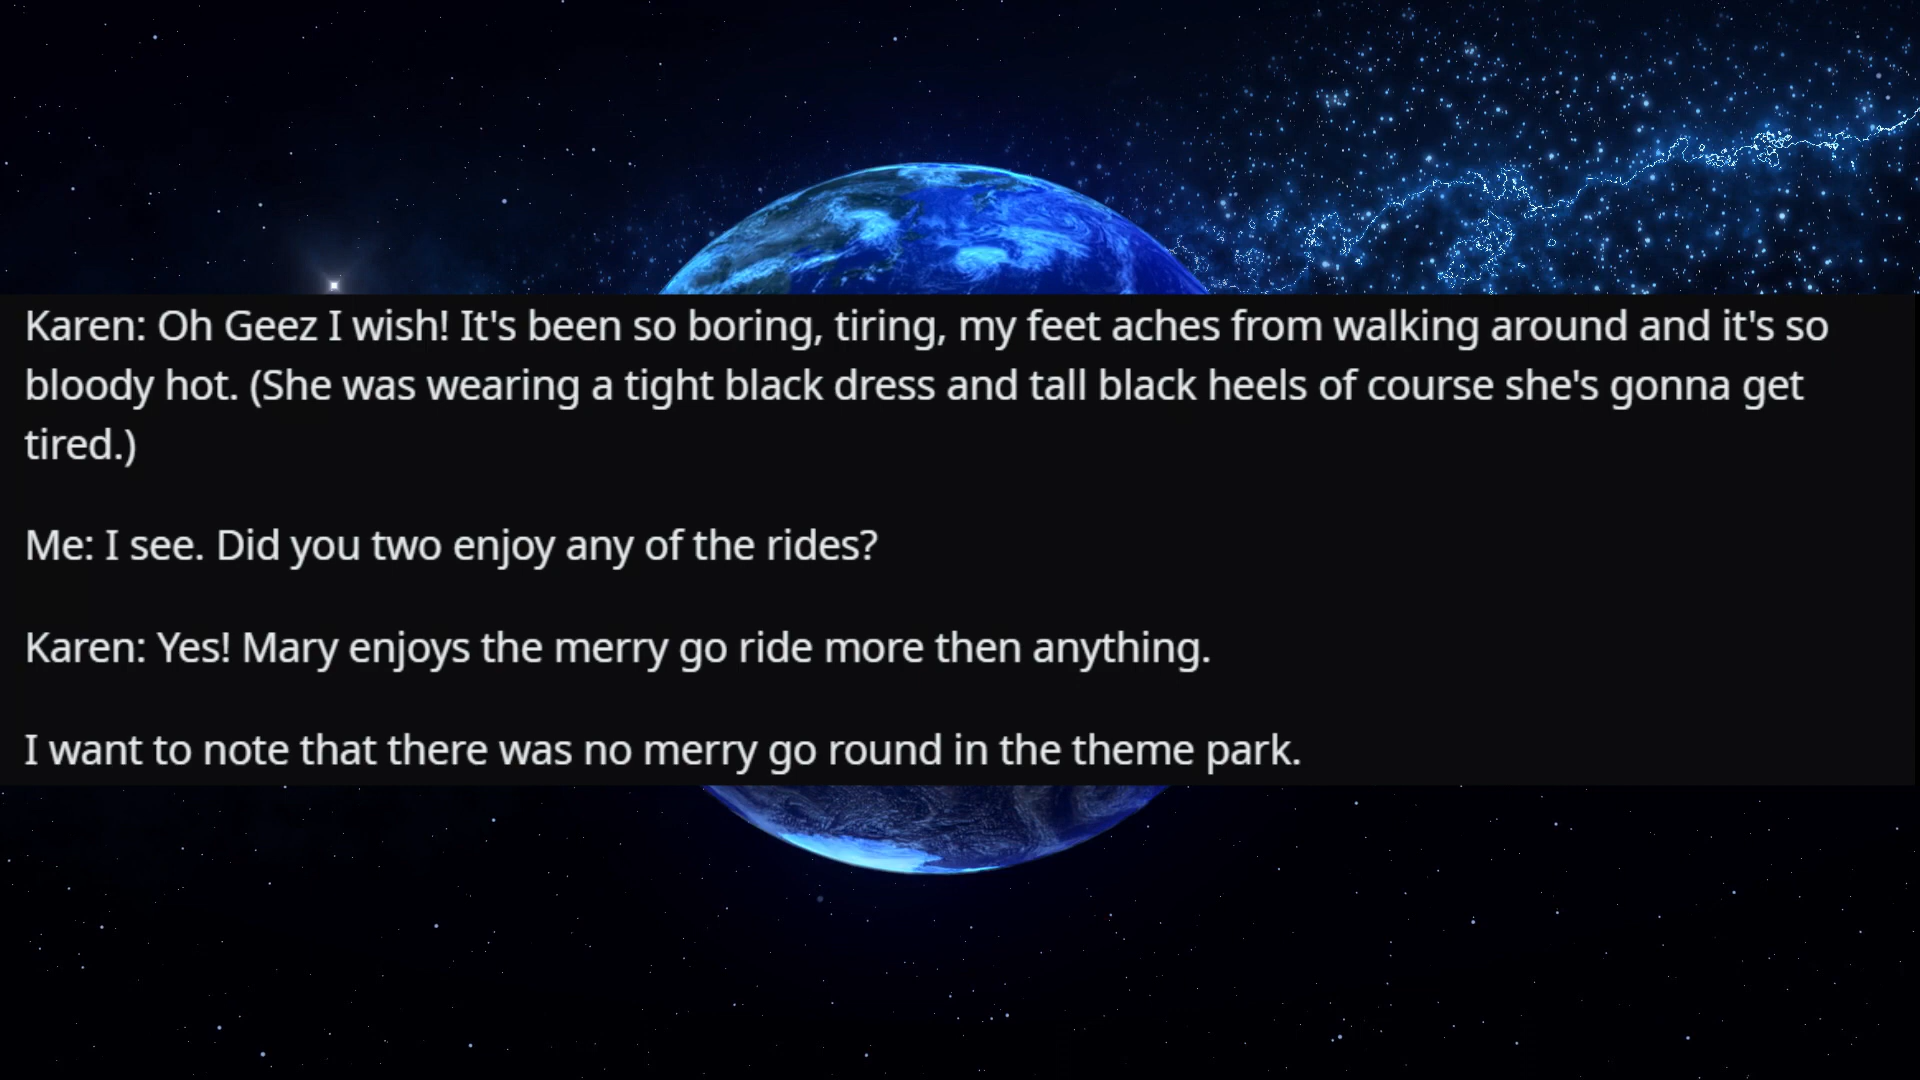 Karen: Oh Geez I wish! It's been so boring, tiring, my feet aches from walking around and it's so
bloody hot. (She was wearing a tight black dress and tall black heels of course she's gonna get
tired.)
Me: I see. Did you two enjoy any of the rides?
Karen: Yes! Mary enjoys the merry go ride more then anything.
I want to note that there was no merry go round in the theme park.